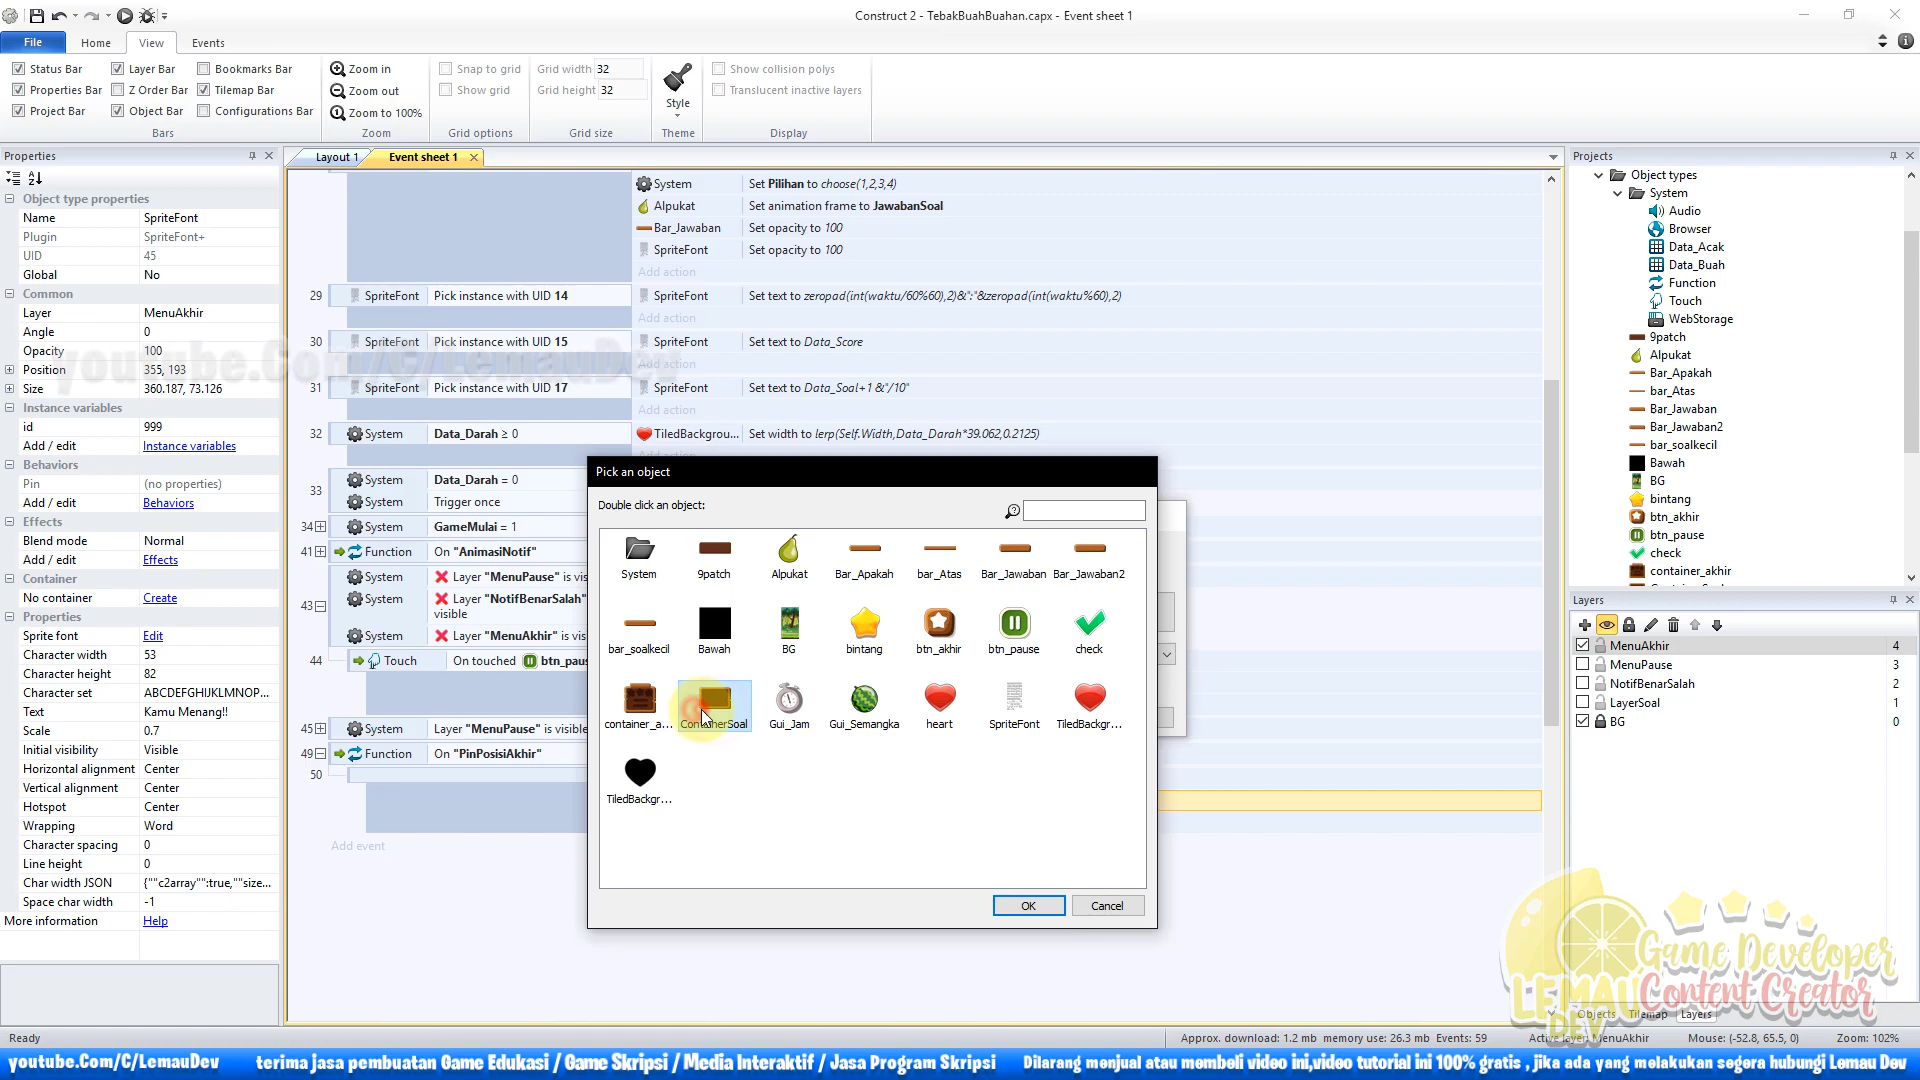 Construct 2 - TebakBuahBuahan.capx - Event sheet 1
File
Home
View
Events
Status Bar
Layer Bar
Bookmarks Bar
Properties Bar
Z Order Bar
Tilemap Bar
Project Bar
Object Bar
Configurations Bar
Bars
Zoom in
Zoom out
Zoom to 100%
Zoom
Snap to grid
Show grid
Grid options
Grid width 32
Grid height 32
Grid size
Style
Theme
Show collision polys
Translucent inactive layers
Display
Properties
Object type properties
Name SpriteFont
Plugin SpriteFont+
UID 45
Global No
Common
Layer MenuAkhir
Angle 0
Opacity 100
Position 355, 193
Size 360.187, 73.126
Instance variables
id 999
Add / edit Instance variables
Behaviors
Pin (no properties)
Add / edit Behaviors
Effects
Blend mode Normal
Add / edit Effects
Container
No container Create
Properties
Sprite font Edit
Character width 53
Character height 82
Character set ABCDEFGHIJKLMNOP...
Text Kamu Menang!!
Scale 0.7
Initial visibility Visible
Horizontal alignment Center
Vertical alignment Center
Hotspot Center
Wrapping Word
Character spacing 0
Line height 0
Char width JSON {""c2array"":true,""size...
Space char width -1
More information Help
Layout 1
Event sheet 1
System Set Pilihan to choose(1,2,3,4)
Alpukat Set animation frame to JawabanSoal
Bar_Jawaban Set opacity to 100
SpriteFont Set opacity to 100
Add action
29 SpriteFont Pick instance with UID 14 SpriteFont Set text to zeropad(int(waktu/60%60),2)&":"&zeropad(int(waktu%60),2)
Add action
30 SpriteFont Pick instance with UID 15 SpriteFont Set text to Data_Score
Add action
31 SpriteFont Pick instance with UID 17 SpriteFont Set text to Data_Soal+1 &"/10"
Add action
32 System Data_Darah ≥ 0 TiledBackgrou... Set width to lerp(Self.Width,Data_Darah*39.062,0.2125)
33 System Data_Darah = 0
System Trigger once
34 System GameMulai = 1
41 Function On "AnimasiNotif"
System Layer "MenuPause" is visible
43 System Layer "NotifBenarSalah"
visible
System Layer "MenuAkhir" is vis
44 Touch On touched btn_paus
45 System Layer "MenuPause" is visible
49 Function On "PinPosisiAkhir"
50
Add event
youtube.Com/C/LemauDev
Pick an object
Double click an object:
System
9patch
Alpukat
Bar_Apakah
bar_Atas
Bar_Jawaban
Bar_Jawaban2
bar_soalkecil
Bawah
BG
bintang
btn_akhir
btn_pause
check
container_a...
ContainerSoal
Gui_Jam
Gui_Semangka
heart
SpriteFont
TiledBackgr...
TiledBackgr...
OK
Cancel
Projects
Object types
System
Audio
Browser
Data_Acak
Data_Buah
Function
Touch
WebStorage
9patch
Alpukat
Bar_Apakah
bar_Atas
Bar_Jawaban
Bar_Jawaban2
bar_soalkecil
Bawah
BG
bintang
btn_akhir
btn_pause
check
container_akhir
Layers
MenuAkhir 4
MenuPause 3
NotifBenarSalah 2
LayerSoal 1
BG 0
Game Developer
LEMAU Content Creator
DEV
Objects
Tilemap
Layers
Ready
Approx. download: 1.2 mb memory use: 26.3 mb Events: 59
Active layer: MenuAkhir
Mouse: (-52.8, 65.5, 0)
Zoom: 102%
youtube.Com/C/LemauDev
terima jasa pembuatan Game Edukasi / Game Skripsi / Media Interaktif / Jasa Program Skripsi
Dilarang menjual atau membeli video ini,video tutorial ini 100% gratis , jika ada yang melakukan segera hubungi Lemau Dev